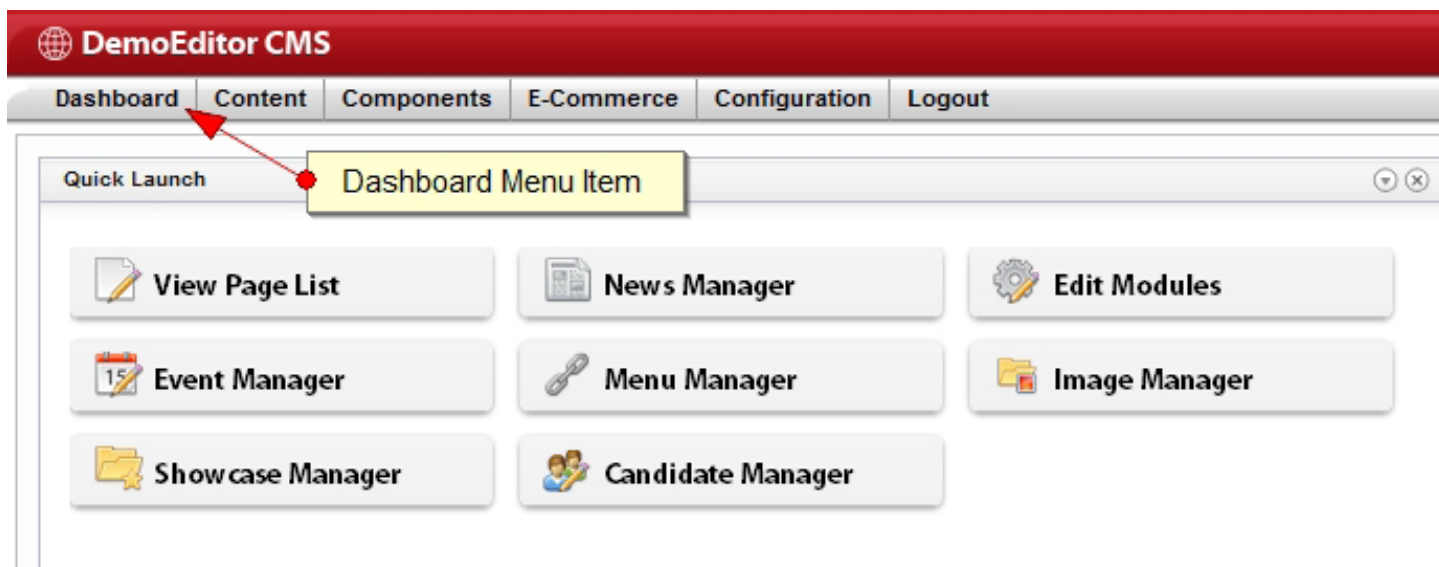 DemoEditor CMS
Dashboard Content Components E-Commerce Configuration Logout
Quick Launch
Dashboard Menu Item
View Page List
News Manager
Edit Modules
15
Event Manager
Menu Manager
Image Manager
Showcase Manager
Candidate Manager